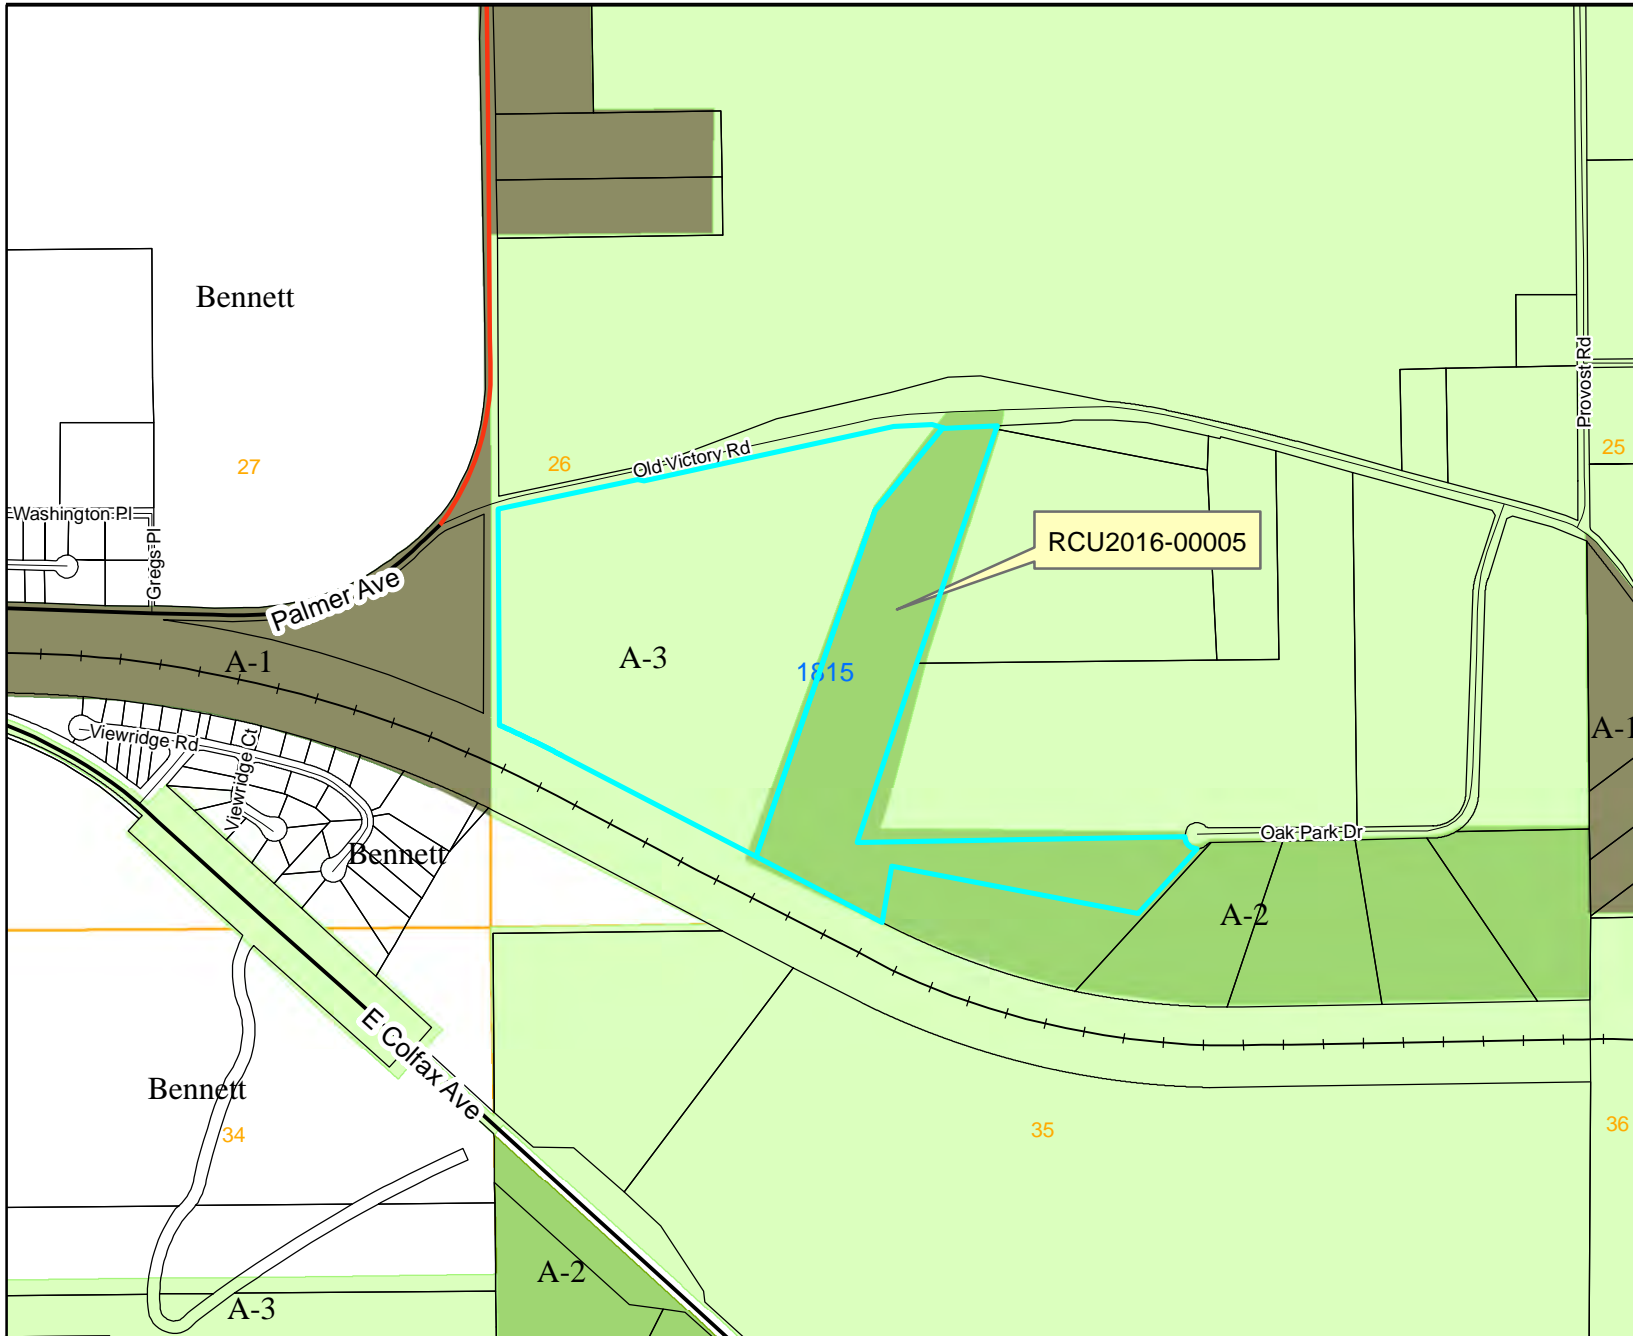 Bennett
Provost Rd
25
27
26
Old Victory Rd
Washington Pl
Gregs Pl
RCU2016-00005
Palmer Ave
A-1
A-3
1815
A-1
Viewridge Rd
Viewridge Ct
Bennett
Oak Park Dr
A-2
E Colfax Ave
Bennett
34
35
36
A-2
A-3